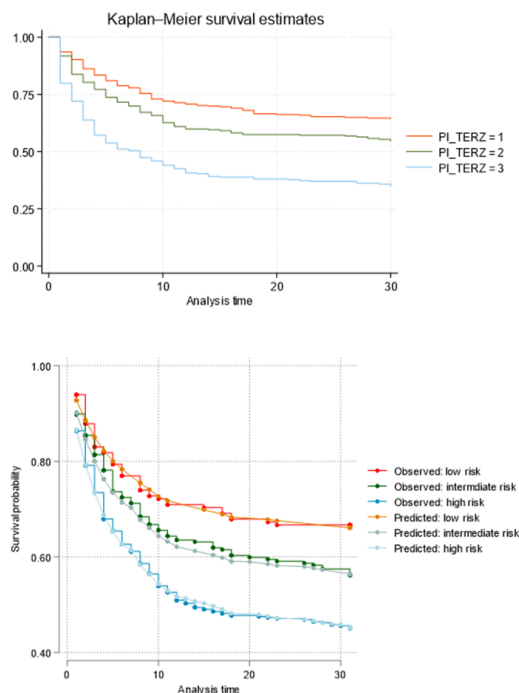 Kaplan–Meier survival estimates
1.00
0.75
0.50
0.25
0.00
0
10
20
30
Analysis time
PI_TERZ = 1
PI_TERZ = 2
PI_TERZ = 3
1.00
0.80
0.60
0.40
Survival probability
0
10
20
30
Analysis time
Observed: low risk
Observed: intermdiate risk
Observed: high risk
Predicted: low risk
Predicted: intermediate risk
Predicted: high risk